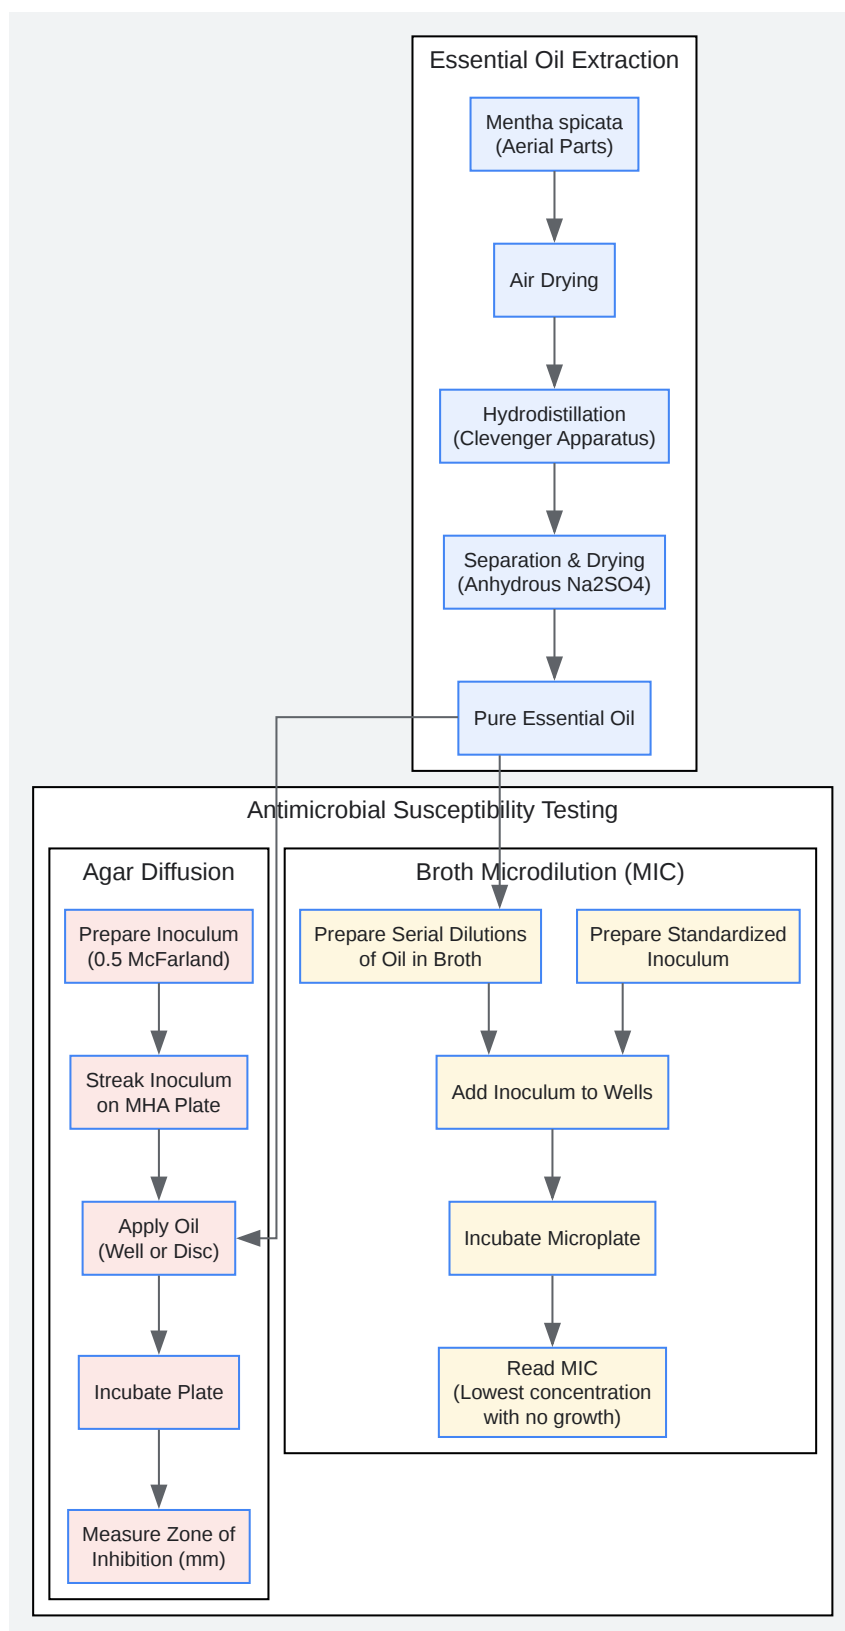 Essential Oil Extraction
Mentha spicata
(Aerial Parts)
Air Drying
Hydrodistillation
(Clevenger Apparatus)
Separation & Drying
(Anhydrous Na2SO4)
Pure Essential Oil
Antimicrobial Susceptibility Testing
Agar Diffusion
Prepare Inoculum
(0.5 McFarland)
Streak Inoculum
on MHA Plate
Apply Oil
(Well or Disc)
Incubate Plate
Measure Zone of
Inhibition (mm)
Broth Microdilution (MIC)
Prepare Serial Dilutions
of Oil in Broth
Prepare Standardized
Inoculum
Add Inoculum to Wells
Incubate Microplate
Read MIC
(Lowest concentration
with no growth)